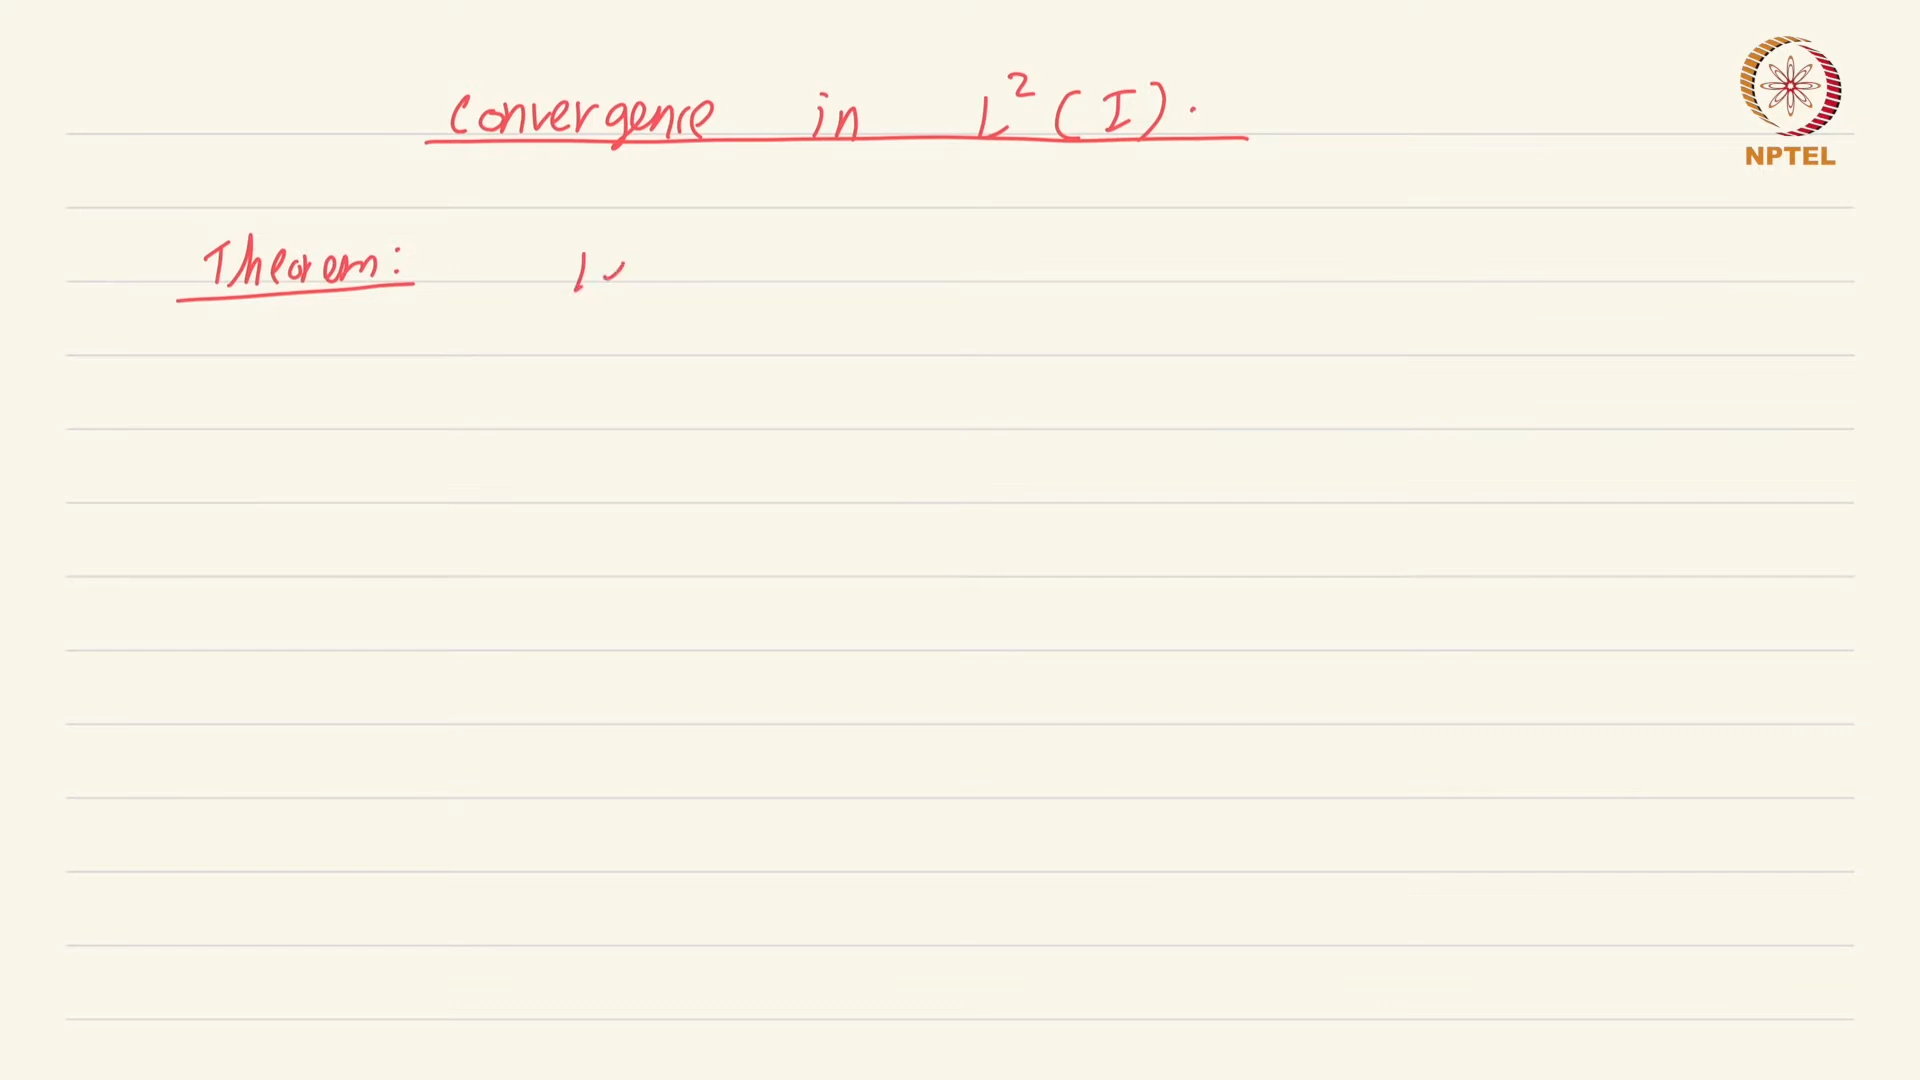 Convergence in L²(I).
NPTEL
Theorem: